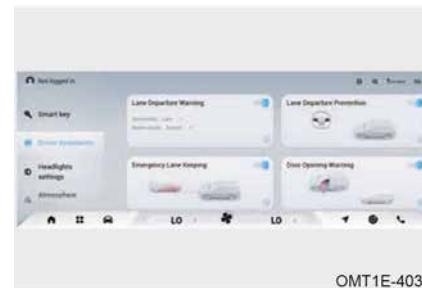 Not logged in
Smart key
Driver Assistance
Headlights settings
Atmosphere
Lane Departure Warning
Lane Departure Prevention
Emergency Lane Keeping
Door Opening Warning
LO
LO
OMT1E-403